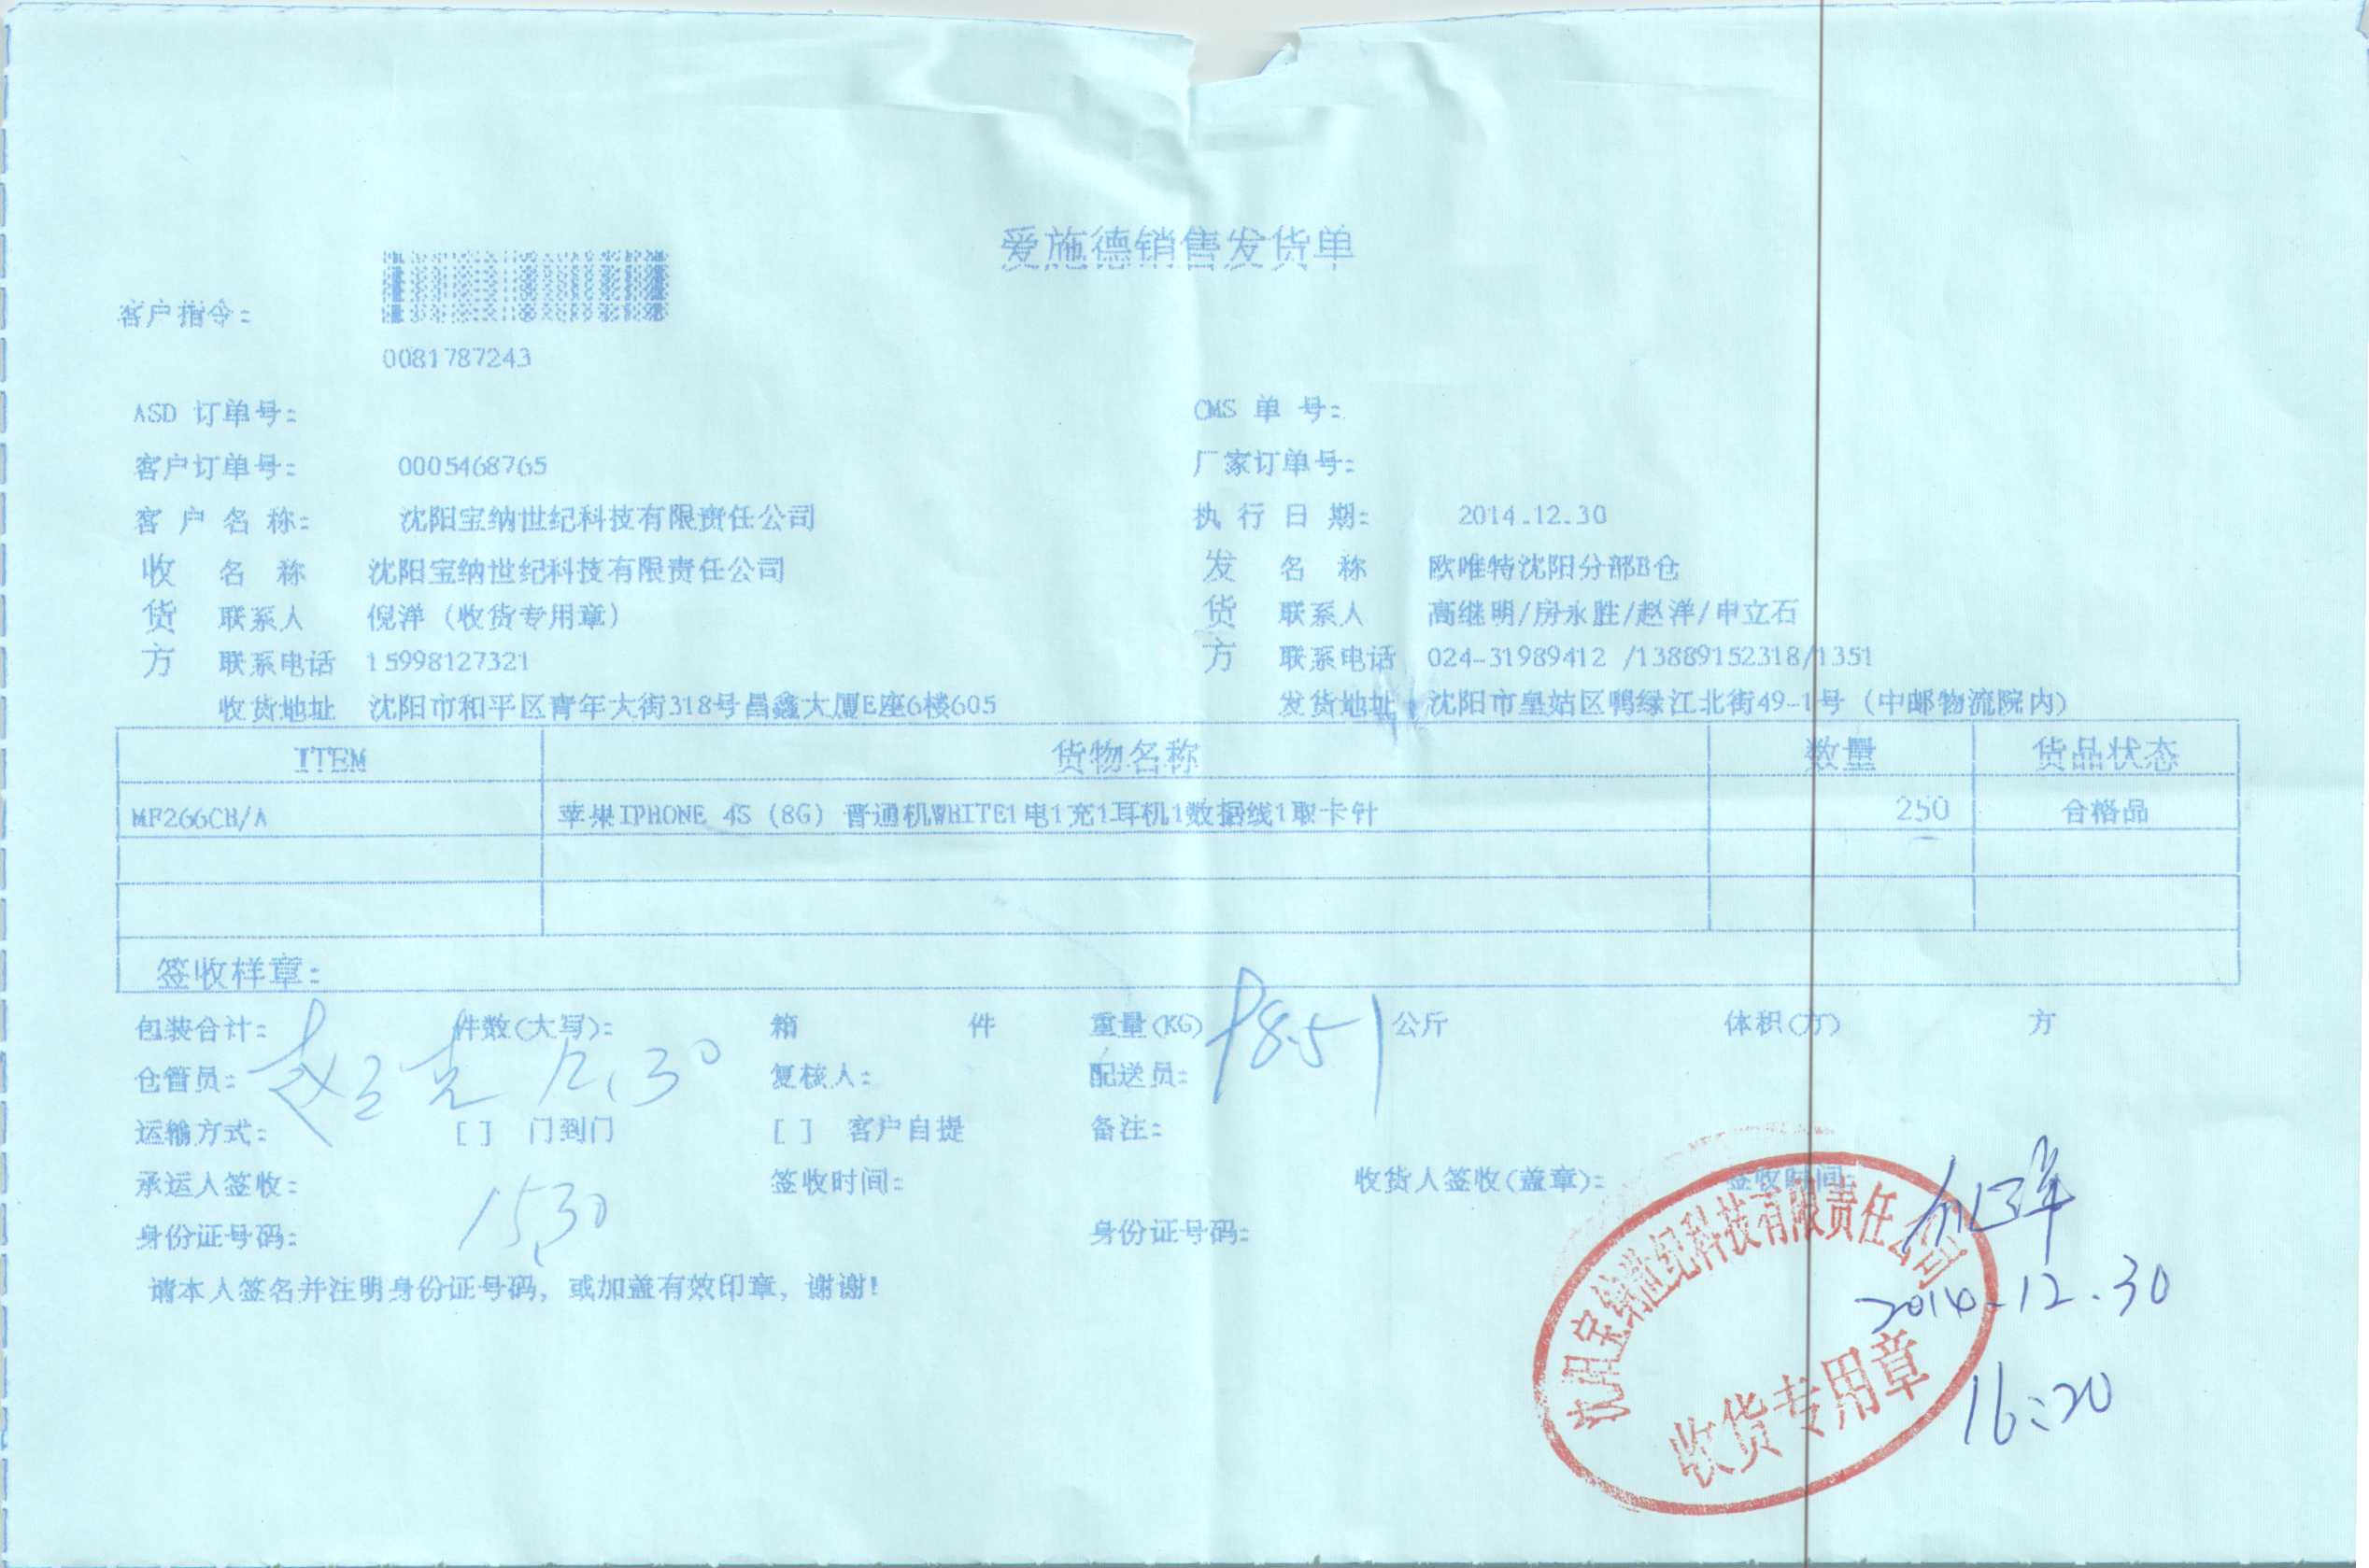 爱施德销售发货单
客户指令:
0081787243
ASD 订单号: CMS 单 号:
客户订单号: 0005468765 厂家订单号:
客 户 名 称: 沈阳宝纳世纪科技有限责任公司 执 行 日 期: 2014.12.30
收 名 称 沈阳宝纳世纪科技有限责任公司 发 名 称 欧唯特沈阳分部B仓
货 联系人 倪洋 (收货专用章) 货 联系人 高继明/房永胜/赵洋/申立石
方 联系电话 15998127321 方 联系电话 024-31989412 /13889152318/1351
收货地址 沈阳市和平区青年大街318号昌鑫大厦E座6楼605 发货地址 沈阳市皇姑区鸭绿江北街49-1号 (中邮物流院内)
ITEM 货物名称 数量 货品状态
MF266CH/A 苹果IPHONE 4S (8G) 普通机WHITE1电1充1耳机1数据线1取卡针 250 合格品
签收样章:
包装合计: 件数(大写): 箱 件 重量(KG) 98.51 公斤 体积(方) 方
仓管员: 12.30 复核人: 配送员:
运输方式: [ ] 门到门 [ ] 客户自提 备注:
承运人签收: 签收时间: 收货人签收(盖章): 签收时间:
1530
身份证号码: 身份证号码:
请本人签名并注明身份证号码, 或加盖有效印章, 谢谢!
沈阳宝纳世纪科技有限责任公司
收货专用章
2014.12.30
16:20